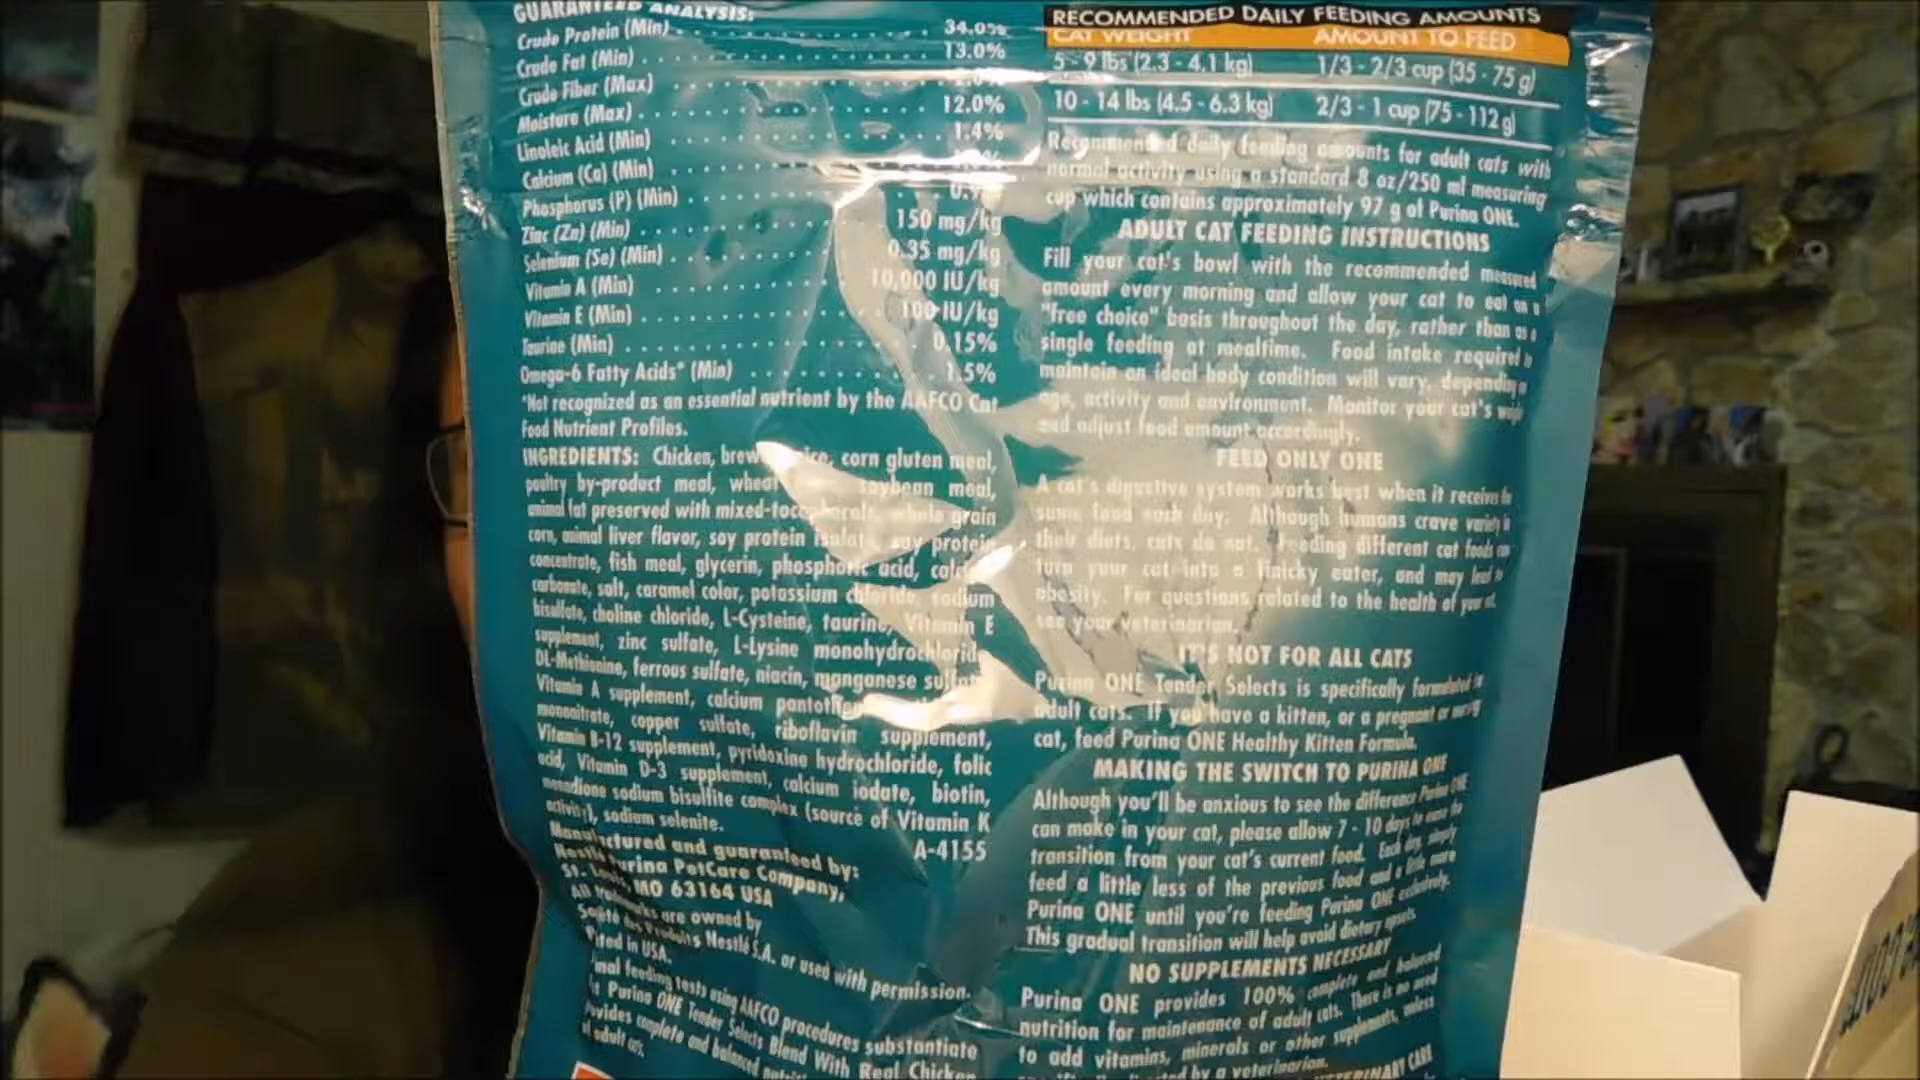 GUARANTEED ANALYSIS:
Crude Protein (Min) 34.0%
Crude Fat (Min) 13.0%
Crude Fiber (Max)
Moisture (Max) 12.0%
Linoleic Acid (Min) 1.4%
Calcium (Ca) (Min)
Phosphorus (P) (Min)
Zinc (Zn) (Min) 150 mg/kg
Selenium (Se) (Min) 0.35 mg/kg
Vitamin A (Min) 10,000 IU/kg
Vitamin E (Min) 100 IU/kg
Taurine (Min) 0.15%
Omega-6 Fatty Acids* (Min) 1.5%
*Not recognized as an essential nutrient by the AAFCO Cat
Food Nutrient Profiles.
INGREDIENTS: Chicken, corn gluten meal,
poultry by-product meal, soybean meal,
animal fat preserved with grain
corn, animal liver flavor, soy protein soy protein
concentrate, fish meal, glycerin, phosphoric acid,
carbonate, salt, caramel color, potassium chloride, sodium
bisulfate, choline chloride, L-Cysteine, taurine, Vitamin E
supplement, zinc sulfate, L-Lysine monohydrochloride
DL-Methionine, ferrous sulfate, niacin, manganese
Vitamin A supplement, calcium
mononitrate, copper sulfate, riboflavin supplement,
Vitamin B-12 supplement, pyridoxine hydrochloride, folic
acid, Vitamin D-3 supplement, calcium iodate, biotin,
menadione sodium bisulfite complex (source of Vitamin K
activity), sodium selenite.
A-4155
Manufactured and guaranteed by:
Nestlé Purina PetCare Company,
St. MO 63164 USA
All are owned by
Société des Produits Nestlé S.A. or used with permission.
in USA.
feeding tests using AAFCO procedures substantiate
Purina ONE Tender Selects Blend With Real Chicken
complete and balanced
adult cats.
RECOMMENDED DAILY FEEDING AMOUNTS
CAT WEIGHT AMOUNT TO FEED
5 - 9 lbs (2.3 - 4.1 kg) 1/3 - 2/3 cup (35 - 75 g)
10 - 14 lbs (4.5 - 6.3 kg) 2/3 - 1 cup (75 - 112 g)
Recommended daily feeding amounts for adult cats with
normal activity using a standard 8 oz/250 ml measuring
cup which contains approximately 97 g of Purina ONE.
ADULT CAT FEEDING INSTRUCTIONS
Fill your cat's bowl with the recommended measured
amount every morning and allow your cat to eat on a
"free choice" basis throughout the day, rather than as a
single feeding at mealtime. Food intake required
maintain an ideal body condition will vary, depending
age, activity and environment. Monitor your cat's
and adjust food amount accordingly.
FEED ONLY ONE
A cat's digestive system works best when it receives the
same food each day. Although humans crave variety in
their diets, cats do not. Feeding different cat foods can
turn your cat into a finicky eater, and may lead to
obesity. For questions related to the health of your cat,
see your veterinarian.
IT'S NOT FOR ALL CATS
Purina ONE Tender Selects is specifically formulated
adult cats. If you have a kitten, or a pregnant or nursing
cat, feed Purina ONE Healthy Kitten Formula.
MAKING THE SWITCH TO PURINA ONE
Although you'll be anxious to see the difference Purina ONE
can make in your cat, please allow 7 - 10 days to make the
transition from your cat's current food. Each day, simply
feed a little less of the previous food and a little more
Purina ONE until you're feeding Purina ONE exclusively.
This gradual transition will help avoid dietary upsets.
NO SUPPLEMENTS NECESSARY
Purina ONE provides 100% complete and balanced
nutrition for maintenance of adult cats. There is no need
to add vitamins, minerals or other supplements, unless
by a veterinarian.
VETERINARY CARE